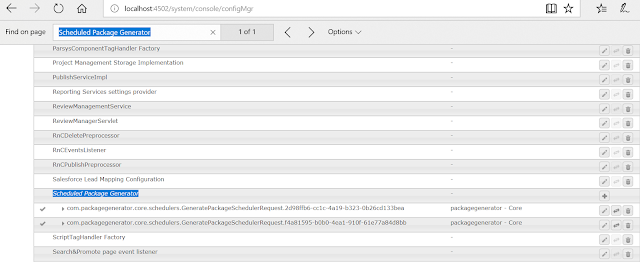 localhost:4502/system/console/configMgr
Find on page Scheduled Package Generator 1 of 1 Options
ParsysComponentTagHandler Factory -
Project Management Storage Implementation -
PublishServiceImpl -
Reporting Services settings provider -
ReviewManagementService -
ReviewManagerServlet -
RnCDeletePreprocessor -
RnCEventsListener -
RnCPublishPreprocessor -
Salesforce Lead Mapping Configuration -
Scheduled Package Generator -
com.packagegenerator.core.schedulers.GeneratePackageSchedulerRequest.2d98ffb6-cc1c-4a19-b323-0b26cd133bea packagegenerator - Core
com.packagegenerator.core.schedulers.GeneratePackageSchedulerRequest.f4a81595-b0b0-4ea1-910f-61e77a84d8bb packagegenerator - Core
ScriptTagHandler Factory -
Search&Promote page event listener -